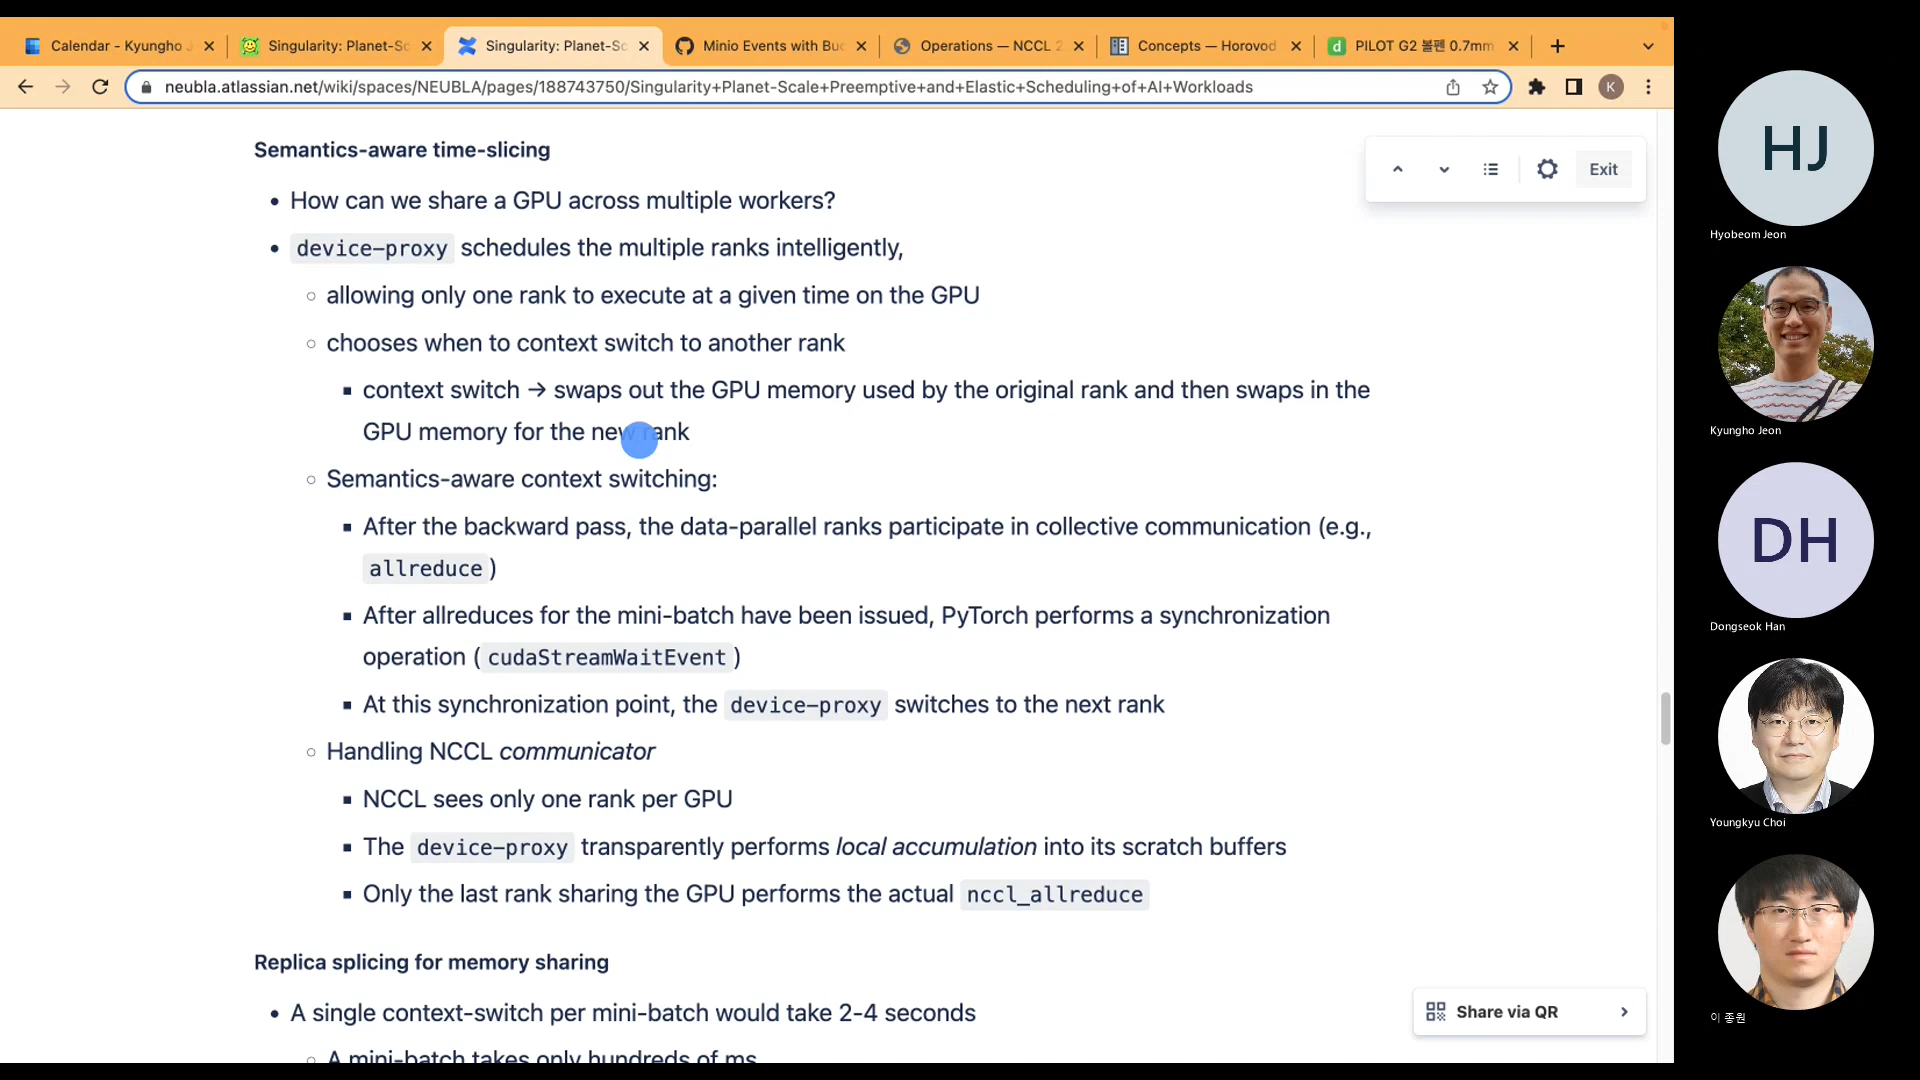 Calendar - Kyungho J
Singularity: Planet-Sc
Singularity: Planet-Sc
Minio Events with Buc
Operations — NCCL 2
Concepts — Horovod
PILOT G2 볼펜 0.7mm
neubla.atlassian.net/wiki/spaces/NEUBLA/pages/188743750/Singularity+Planet-Scale+Preemptive+and+Elastic+Scheduling+of+AI+Workloads
K
Exit
Semantics-aware time-slicing
• How can we share a GPU across multiple workers?
• device-proxy schedules the multiple ranks intelligently,
◦ allowing only one rank to execute at a given time on the GPU
◦ chooses when to context switch to another rank
▪ context switch → swaps out the GPU memory used by the original rank and then swaps in the
GPU memory for the new rank
◦ Semantics-aware context switching:
▪ After the backward pass, the data-parallel ranks participate in collective communication (e.g.,
allreduce)
▪ After allreduces for the mini-batch have been issued, PyTorch performs a synchronization
operation (cudaStreamWaitEvent)
▪ At this synchronization point, the device-proxy switches to the next rank
◦ Handling NCCL communicator
▪ NCCL sees only one rank per GPU
▪ The device-proxy transparently performs local accumulation into its scratch buffers
▪ Only the last rank sharing the GPU performs the actual nccl_allreduce
Replica splicing for memory sharing
• A single context-switch per mini-batch would take 2-4 seconds
◦ A mini-batch takes only hundreds of ms
Share via QR
HJ
Hyobeom Jeon
Kyungho Jeon
DH
Dongseok Han
Youngkyu Choi
이 종원